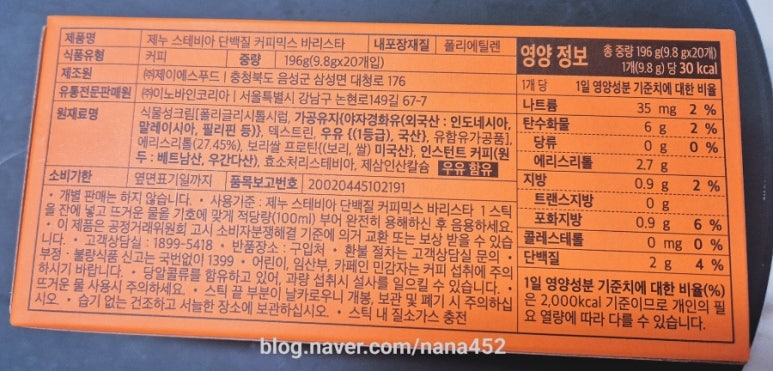 제품명 제누 스테비아 단백질 커피믹스 바리스타 내포장재질 폴리에틸렌
식품유형 커피 중량 196g(9.8gx20개입)
제조원 ㈜제이에스푸드 | 충청북도 음성군 삼성면 대청로 176
유통전문판매원 ㈜이노바인코리아 | 서울특별시 강남구 논현로149길 67-7
원재료명 식물성크림{폴리글리시톨시럽, 가공유지(야자경화유(외국산 : 인도네시아,
말레이시아, 필리핀 등)}, 덱스트린, 우유 {(1등급), 국산}, 유함유가공품],
에리스리톨(27.45%), 보리쌀 프로틴{(보리, 쌀) 미국산}, 인스턴트 커피(원
두 : 베트남산, 우간다산), 효소처리스테비아, 제삼인산칼슘 우유 함유
소비기한 옆면표기일까지 품목보고번호 20020445102191
• 개별 판매는 하지 않습니다. • 사용기준 : 제누 스테비아 단백질 커피믹스 바리스타 1 스틱
을 잔에 넣고 뜨거운 물을 기호에 맞게 적당량(100ml) 부어 완전히 용해하신 후 음용하세요.
• 이 제품은 공정거래위원회 고시 소비자분쟁해결 기준에 의거 교환 또는 보상 받을 수 있습
니다. • 고객상담실 : 1899-5418 • 반품장소 : 구입처 • 환불 절차는 고객상담실 문의 •
부정 · 불량식품 신고는 국번없이 1399 • 어린이, 임산부, 카페인 민감자는 커피 섭취에 주의
하시기 바랍니다. • 당알콜류를 함유하고 있어, 과량 섭취시 설사를 일으킬 수 있습니다. •
뜨거운 물 사용시 주의하세요. • 스틱 끝 부분이 날카로우니 개봉, 보관 및 폐기 시 주의하십
시오. • 습기 없는 건조하고 서늘한 장소에 보관하십시오. • 스틱 내 질소가스 충전
영양 정보 총 중량 196 g(9.8 gx20개)
1개(9.8 g) 당 30 kcal
1개 당 1일 영양성분 기준치에 대한 비율
나트륨 35 mg 2 %
탄수화물 6 g 2 %
당류 0 g 0 %
에리스리톨 2.7 g
지방 0.9 g 2 %
트랜스지방 0 g
포화지방 0.9 g 6 %
콜레스테롤 0 mg 0 %
단백질 2 g 4 %
1일 영양성분 기준치에 대한 비율(%)
은 2,000kcal 기준이므로 개인의 필
요 열량에 따라 다를 수 있습니다.
blog.naver.com/nana452